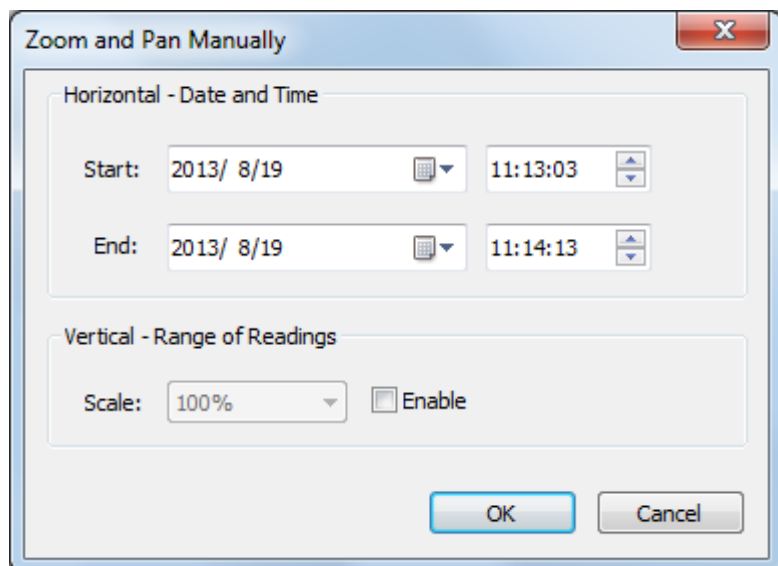 Zoom and Pan Manually
Horizontal - Date and Time
Start: 2013/ 8/19 11:13:03
End: 2013/ 8/19 11:14:13
Vertical - Range of Readings
Scale: 100% Enable
OK Cancel